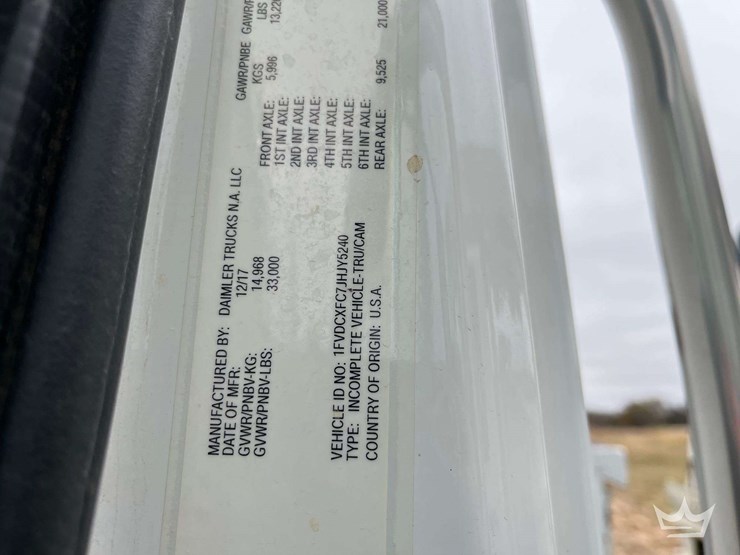 MANUFACTURED BY: DAIMLER TRUCKS N.A. LLC
DATE OF MFR: 12/17
GVWR/PNBV-KG: 14,968
GVWR/PNBV-LBS: 33,000
GAWR/PNBE
KGS LBS
FRONT AXLE: 5,996
1ST INT AXLE:
2ND INT AXLE:
3RD INT AXLE:
4TH INT AXLE:
5TH INT AXLE:
6TH INT AXLE:
REAR AXLE: 9,525 21,000
VEHICLE ID NO: 1FVDCXFC7JHJY5240
TYPE: INCOMPLETE VEHICLE-TRU/CAM
COUNTRY OF ORIGIN: U.S.A.